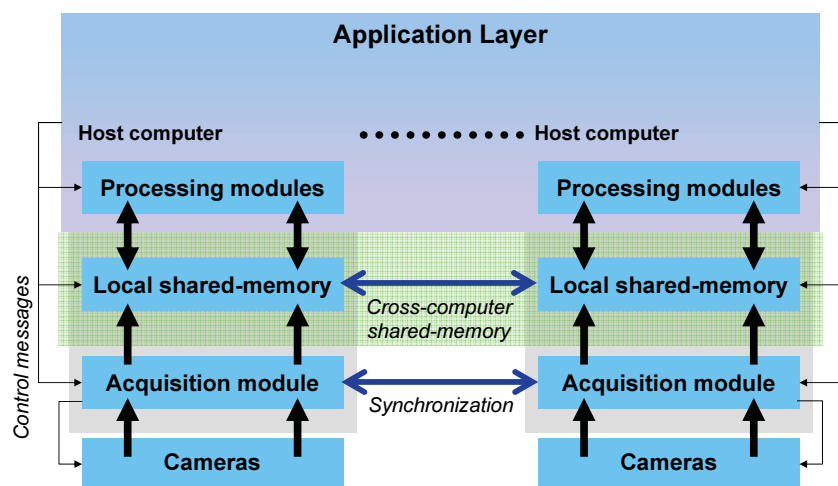 Application Layer
Host computer
Host computer
Processing modules
Processing modules
Local shared-memory
Local shared-memory
Cross-computer
shared-memory
Control messages
Acquisition module
Acquisition module
Synchronization
Cameras
Cameras